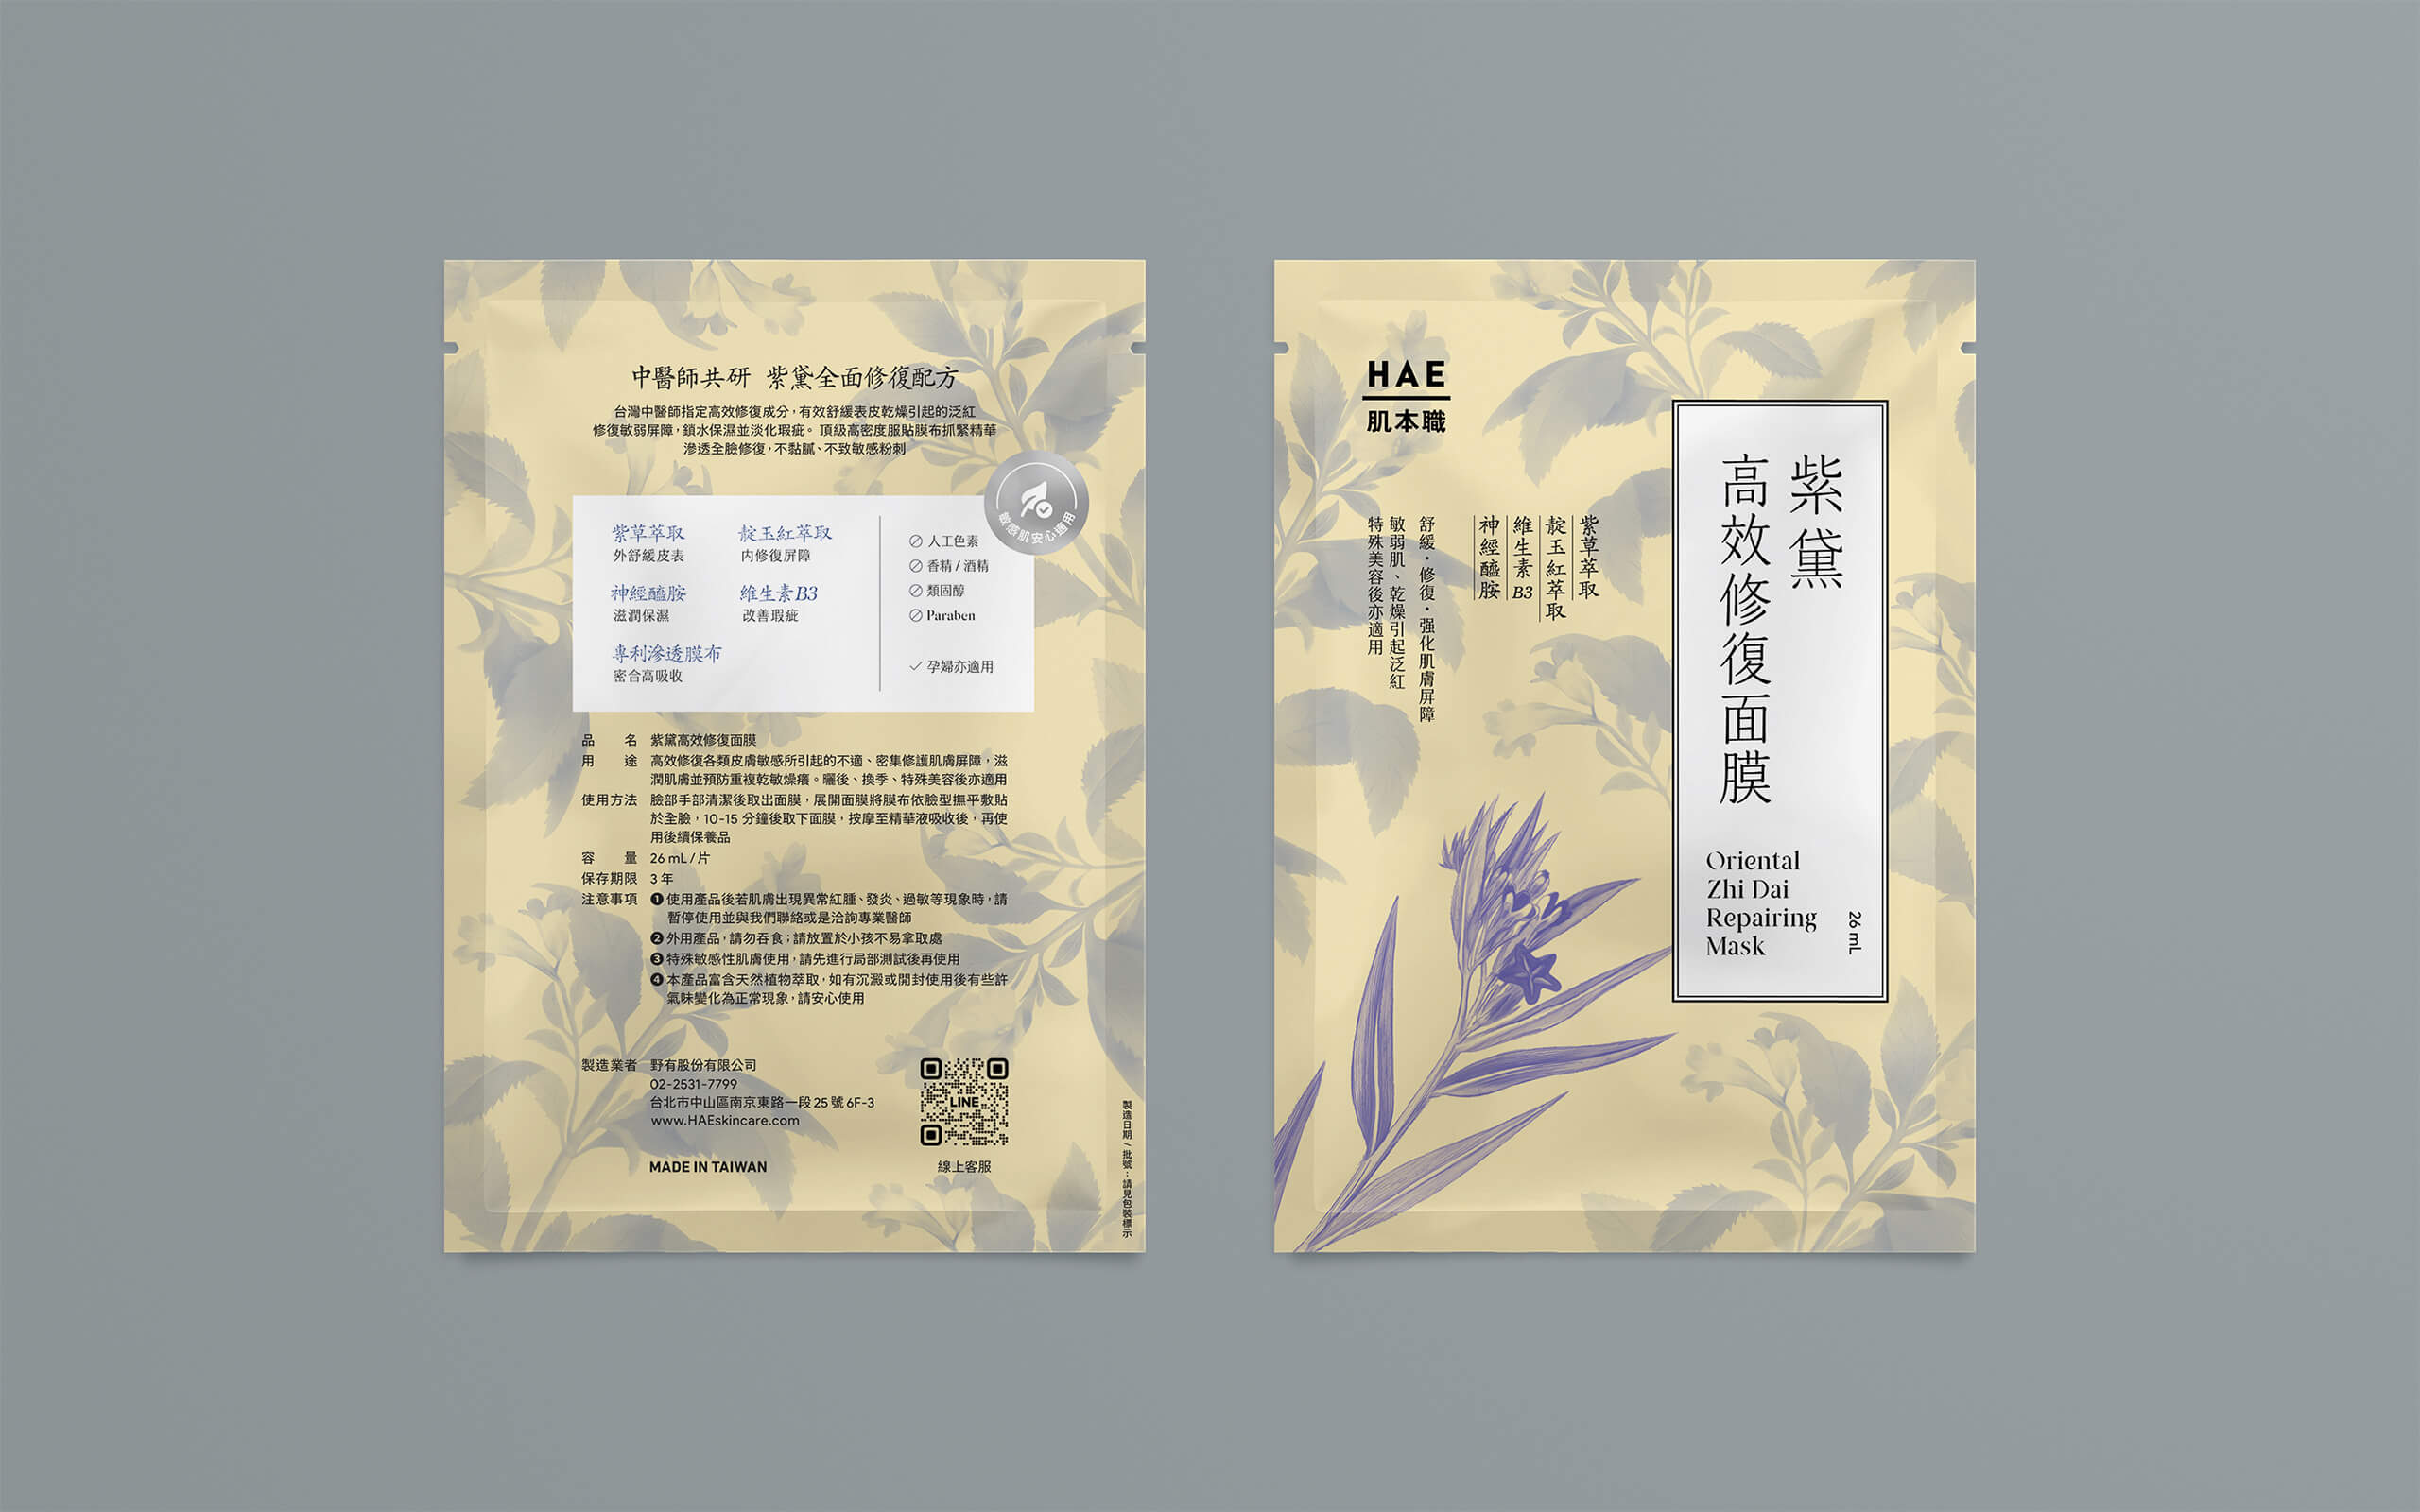 中醫師共研 紫黛全面修復配方
台灣中醫師指定高效修復成分，有效舒緩表皮乾燥引起的泛紅
修復敏弱屏障，鎖水保濕並淡化瑕疵。頂級高密度服貼膜布抓緊精華
滲透全臉修復，不黏膩、不致敏感粉刺
敏感肌安心適用
紫草萃取
外舒緩皮表
靛玉紅萃取
內修復屏障
神經醯胺
滋潤保濕
維生素B3
改善瑕疵
專利滲透膜布
密合高吸收
人工色素
香精 / 酒精
類固醇
Paraben
孕婦亦適用
品名 紫黛高效修復面膜
用途 高效修復各類皮膚敏感所引起的不適、密集修護肌膚屏障，滋
潤肌膚並預防重複乾敏燥癢。曬後、換季、特殊美容後亦適用
使用方法 臉部手部清潔後取出面膜，展開面膜將膜布依臉型撫平敷貼
於全臉，10-15 分鐘後取下面膜，按摩至精華液吸收後，再使
用後續保養品
容量 26 mL / 片
保存期限 3 年
注意事項 ❶使用產品後若肌膚出現異常紅腫、發炎、過敏等現象時，請
暫停使用並與我們聯絡或是洽詢專業醫師
❷外用產品，請勿吞食；請放置於小孩不易拿取處
❸特殊敏感性肌膚使用，請先進行局部測試後再使用
❹本產品富含天然植物萃取，如有沉澱或開封使用後有些許
氣味變化為正常現象，請安心使用
製造業者 野有股份有限公司
02-2531-7799
台北市中山區南京東路一段 25 號 6F-3
www.HAEskincare.com
MADE IN TAIWAN
LINE
線上客服
製造日期 / 批號：請見包裝標示
HAE
肌本職
紫草萃取
靛玉紅萃取
維生素B3
神經醯胺
舒緩・修復・強化肌膚屏障
敏弱肌、乾燥引起泛紅
特殊美容後亦適用
紫黛
高效修復面膜
Oriental
Zhi Dai
Repairing
Mask
26 mL